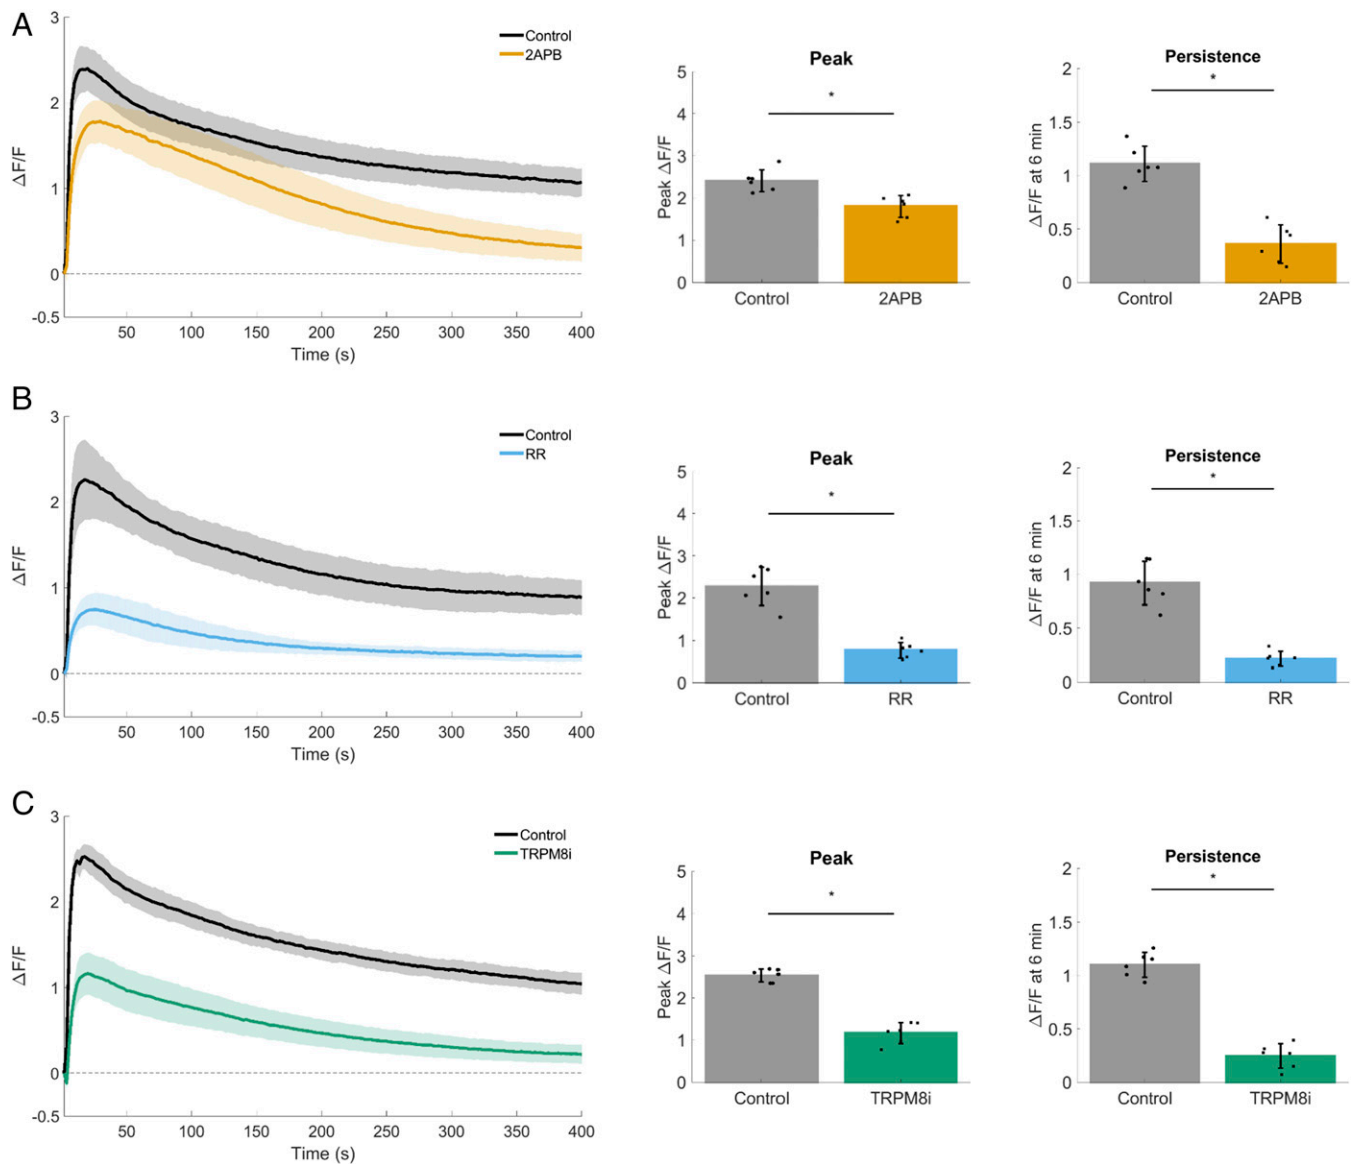 A
3
2
1
0
-0.5
ΔF/F
50 100 150 200 250 300 350 400
Time (s)
Control
2APB
Peak
*
5
4
3
2
1
0
Peak ΔF/F
Control 2APB
Persistence
*
2
1.5
1
0.5
0
ΔF/F at 6 min
Control 2APB
B
3
2
1
0
-0.5
ΔF/F
50 100 150 200 250 300 350 400
Time (s)
Control
RR
Peak
*
5
4
3
2
1
0
Peak ΔF/F
Control RR
Persistence
*
2
1.5
1
0.5
0
ΔF/F at 6 min
Control RR
C
3
2
1
0
-0.5
ΔF/F
50 100 150 200 250 300 350 400
Time (s)
Control
TRPM8i
Peak
*
5
4
3
2
1
0
Peak ΔF/F
Control TRPM8i
Persistence
*
2
1.5
1
0.5
0
ΔF/F at 6 min
Control TRPM8i